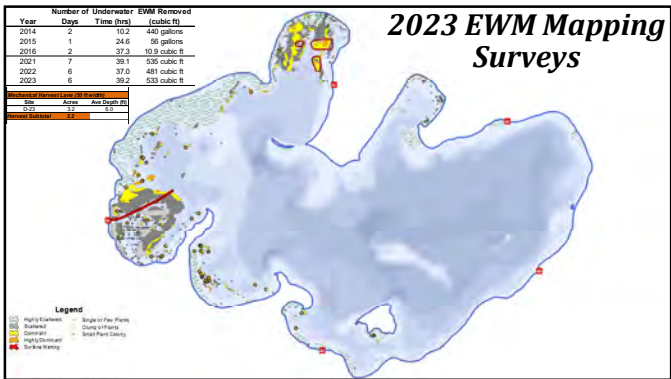 2023 EWM Mapping
Surveys
Number of Underwater EWM Removed
Year Days Time (hrs) (cubic ft)
2014 2 10.2 440 gallons
2015 1 24.6 56 gallons
2016 2 37.3 10.9 cubic ft
2021 7 39.1 535 cubic ft
2022 6 37.0 481 cubic ft
2023 6 39.2 533 cubic ft
Mechanical Harvest Lane (30 ft width)
Site Acres Ave Depth (ft)
D-23 3.2 6.0
Harvest Subtotal 3.2
Legend
Highly Scattered Single or Few Plants
Scattered Clump of Plants
Dominant Small Plant Colony
Highly Dominant
Surface Matting